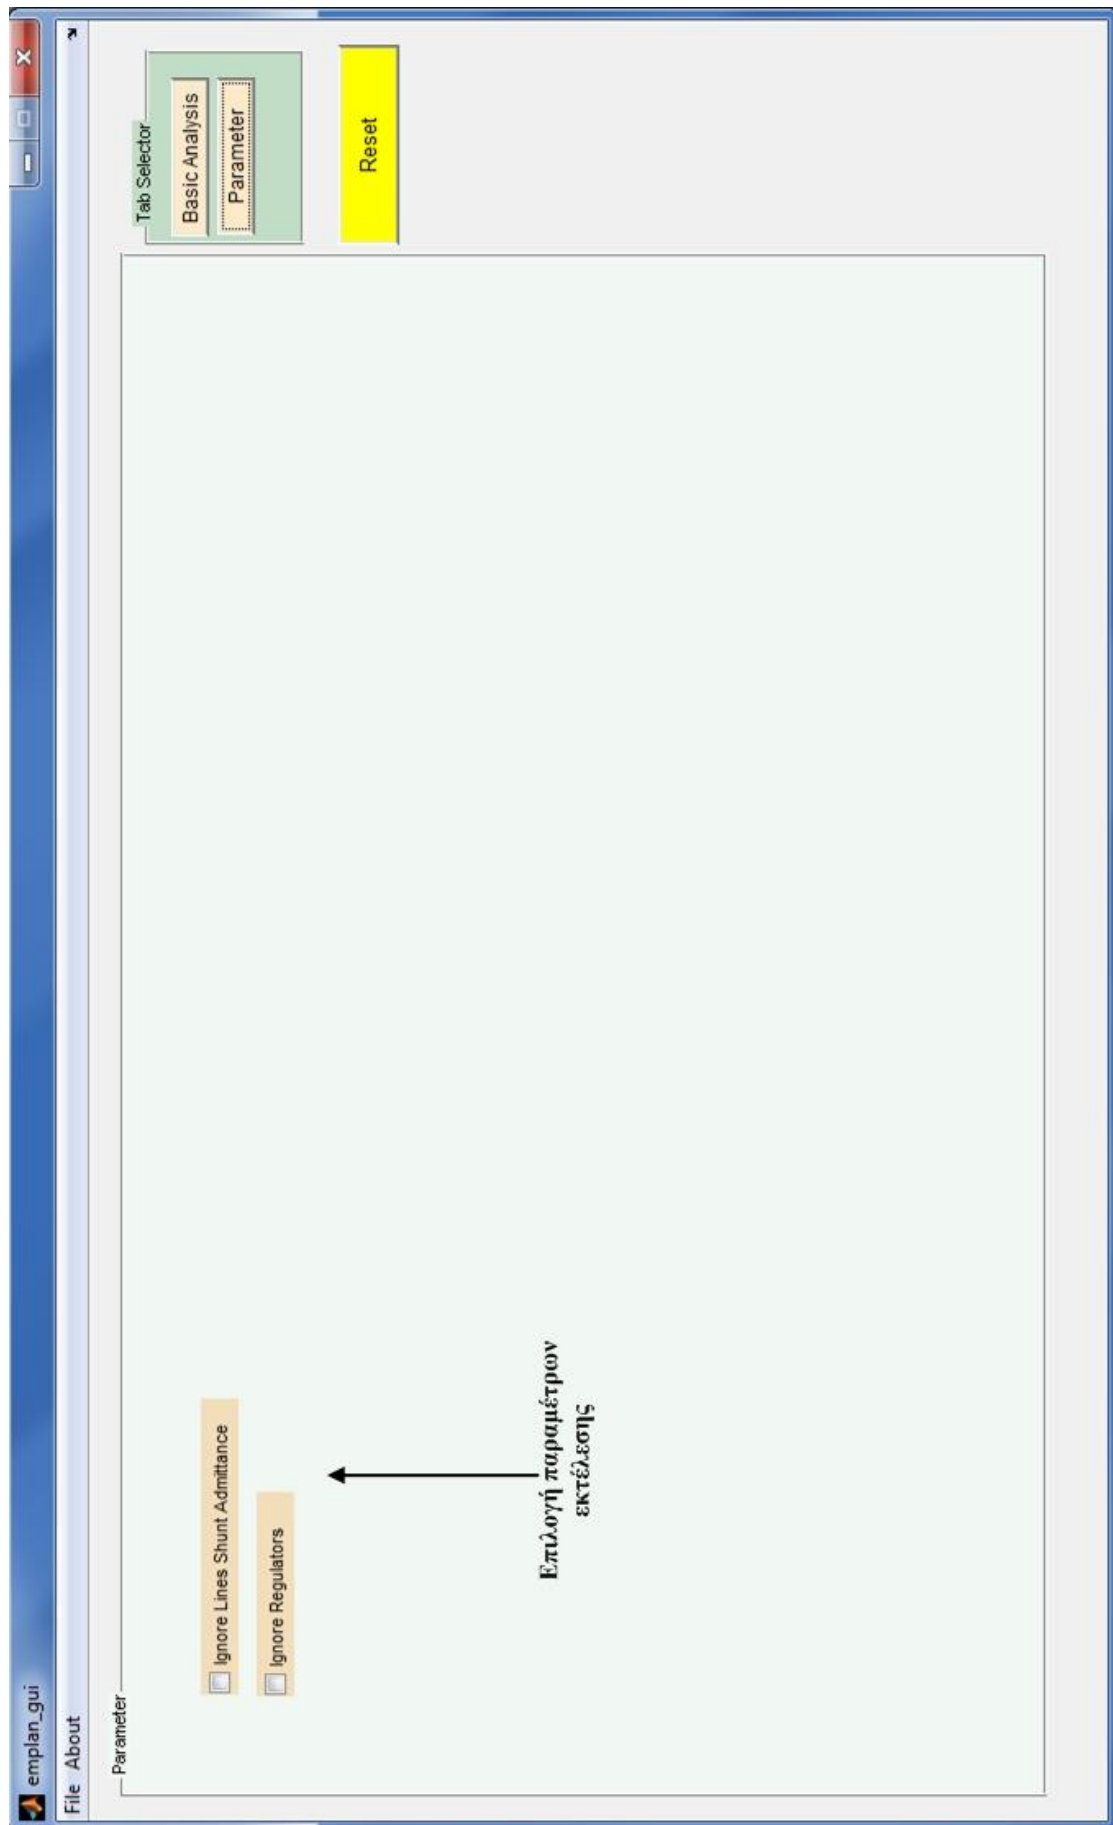 emplan_gui
File About
Parameter
Ignore Lines Shunt Admittance
Ignore Regulators
Επιλογή παραμέτρων
εκτέλεσης
Tab Selector
Basic Analysis
Parameter
Reset